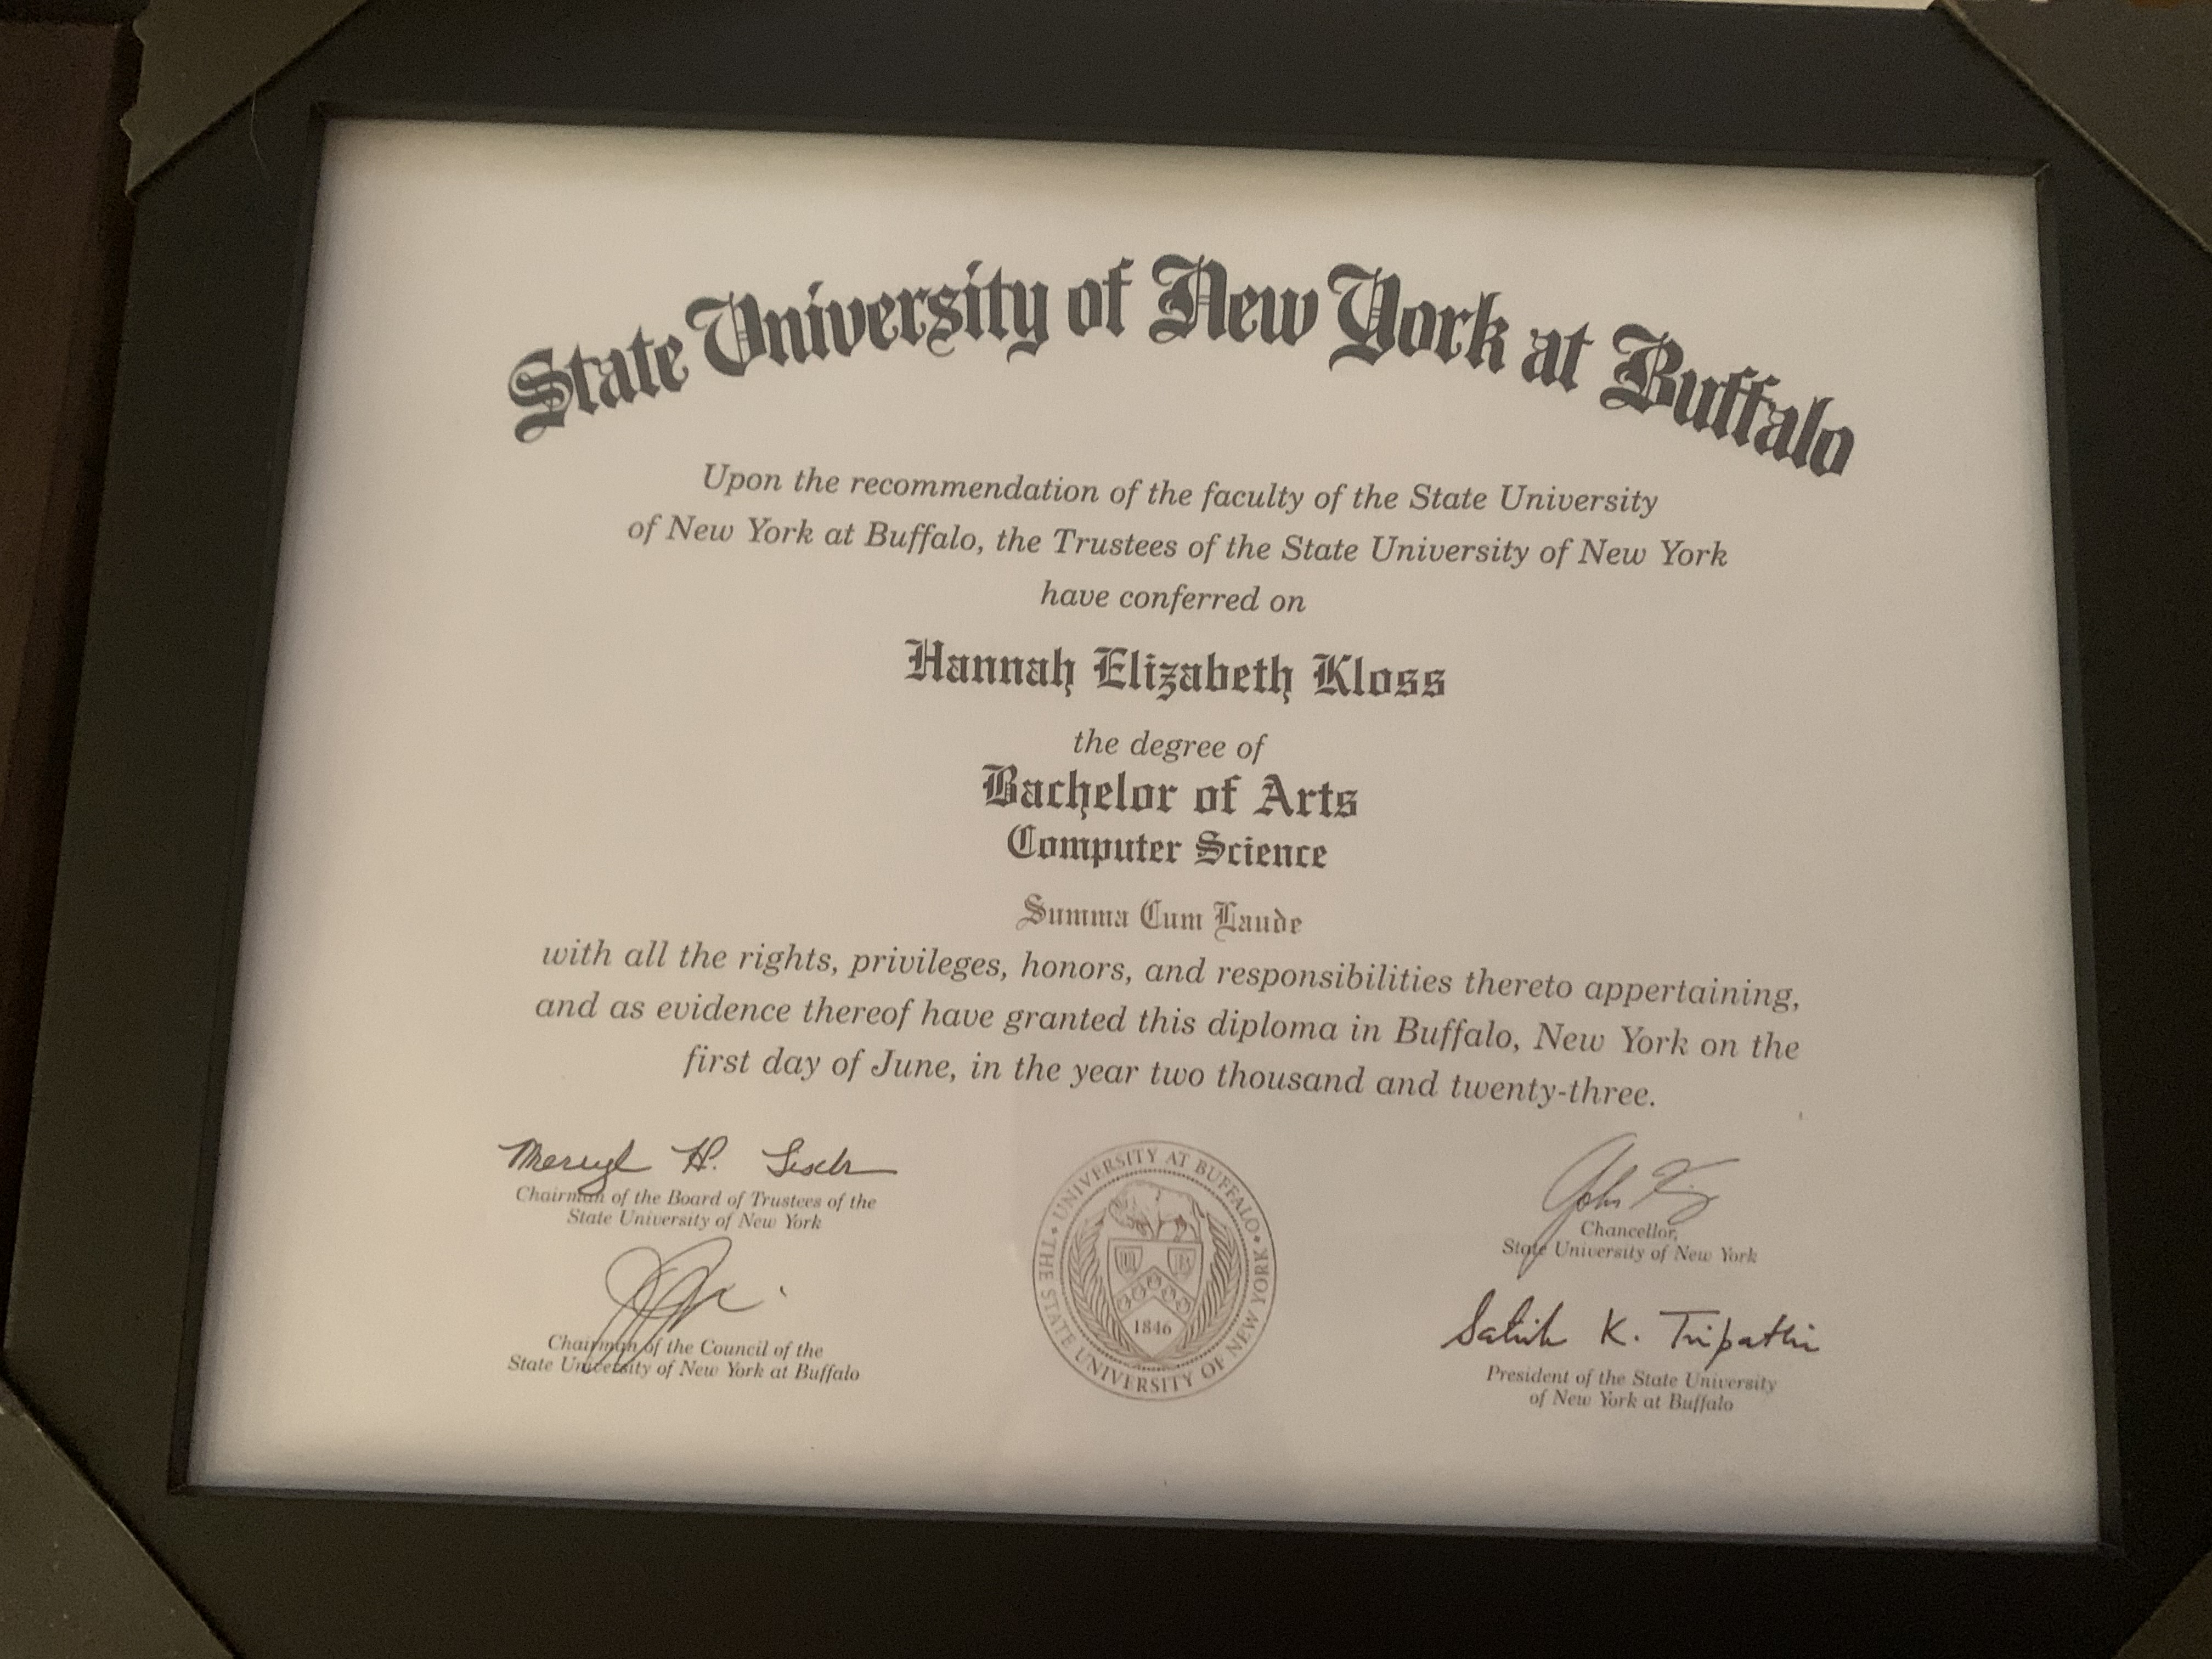 State University of New York at Buffalo
Upon the recommendation of the faculty of the State University
of New York at Buffalo, the Trustees of the State University of New York
have conferred on
Hannah Elizabeth Kloss
the degree of
Bachelor of Arts
Computer Science
Summa Cum Laude
with all the rights, privileges, honors, and responsibilities thereto appertaining,
and as evidence thereof have granted this diploma in Buffalo, New York on the
first day of June, in the year two thousand and twenty-three.
Chairman of the Board of Trustees of the
State University of New York
Chairman of the Council of the
State University of New York at Buffalo
UNIVERSITY AT BUFFALO • THE STATE UNIVERSITY OF NEW YORK •
1846
Chancellor,
State University of New York
Satish K. Tripathi
President of the State University
of New York at Buffalo